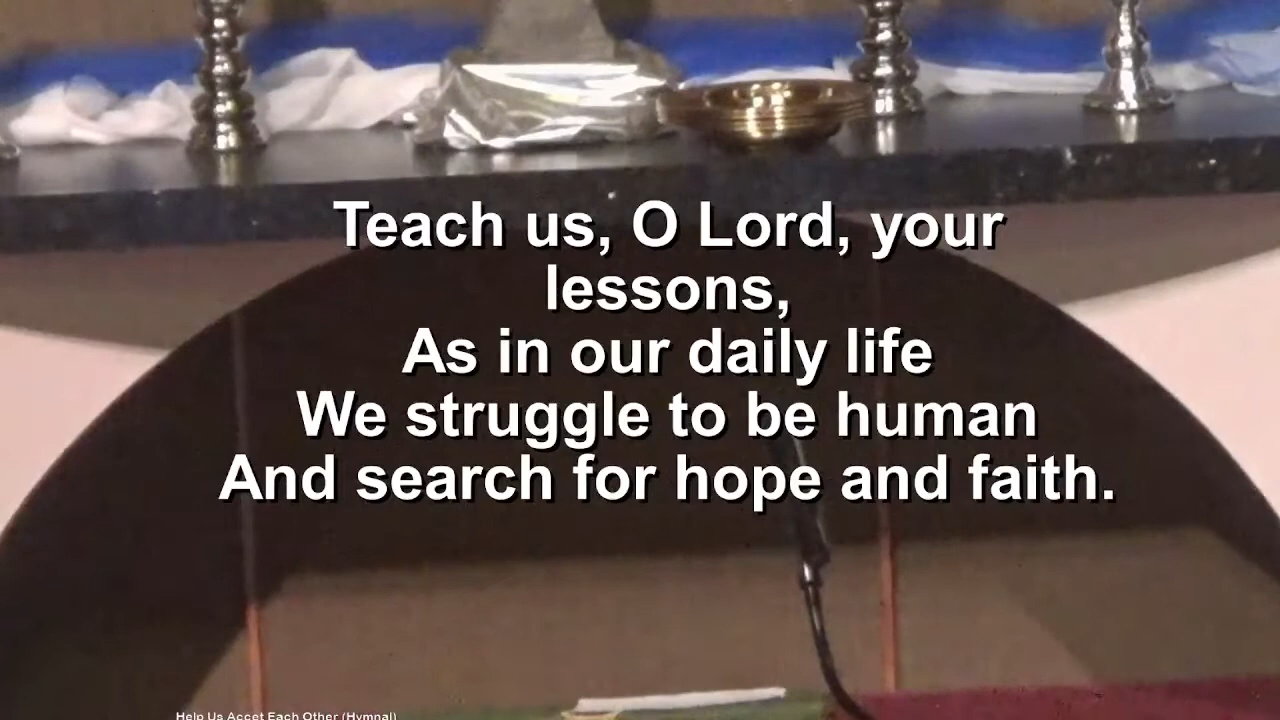 Teach us, O Lord, your
lessons,
As in our daily life
We struggle to be human
And search for hope and faith.
Help Us Accet Each Other (Hymnal)